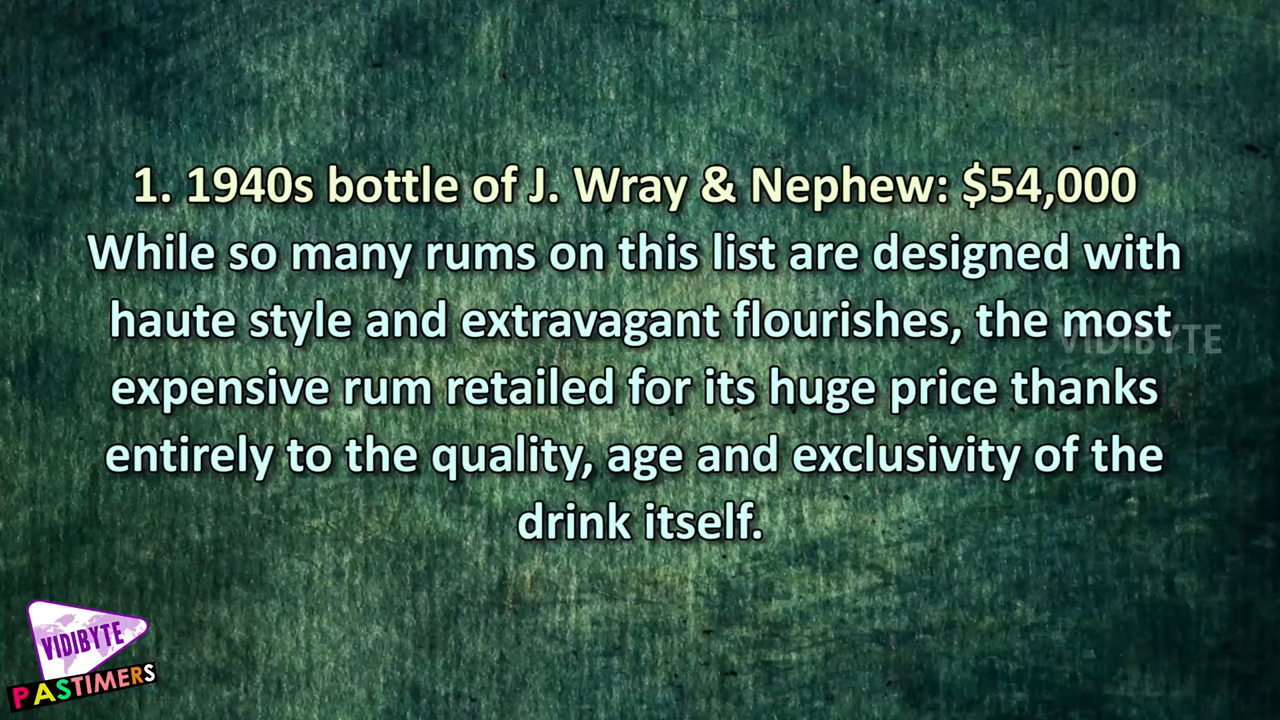 1. 1940s bottle of J. Wray & Nephew: $54,000
While so many rums on this list are designed with
haute style and extravagant flourishes, the most
expensive rum retailed for its huge price thanks
entirely to the quality, age and exclusivity of the
drink itself.
VIDIBYTE
VIDIBYTE
PASTIMERS